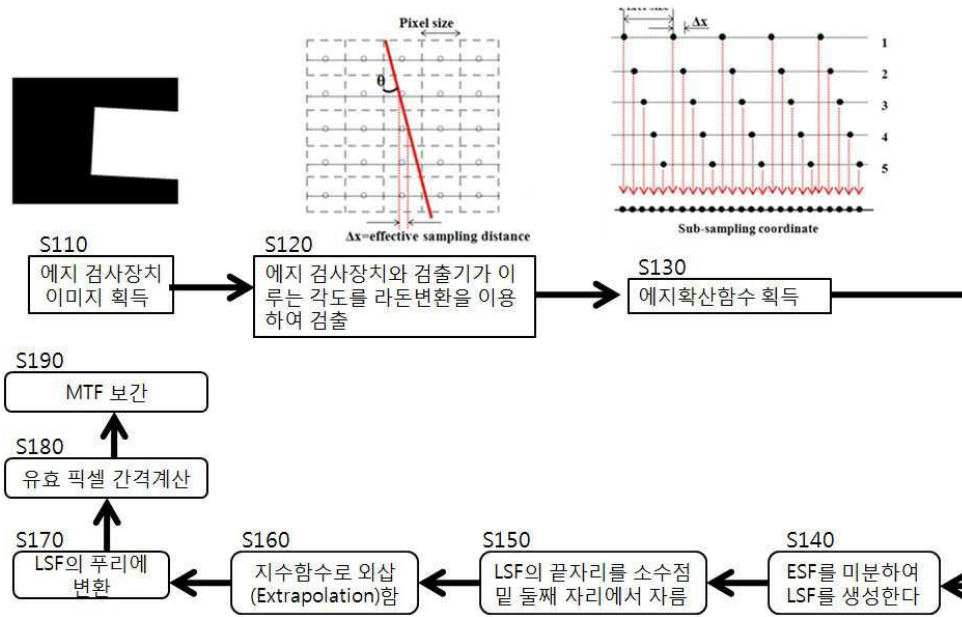 Pixel size
Δx
θ
1
2
3
4
5
Δx=effective sampling distance
Sub-sampling coordinate
S110
에지 검사장치
이미지 획득
S120
에지 검사장치와 검출기가 이
루는 각도를 라돈변환을 이용
하여 검출
S130
에지확산함수 획득
S190
MTF 보간
S180
유효 픽셀 간격계산
S170
LSF의 푸리에
변환
S160
지수함수로 외삽
(Extrapolation)함
S150
LSF의 끝자리를 소수점
밑 둘째 자리에서 자름
S140
ESF를 미분하여
LSF를 생성한다